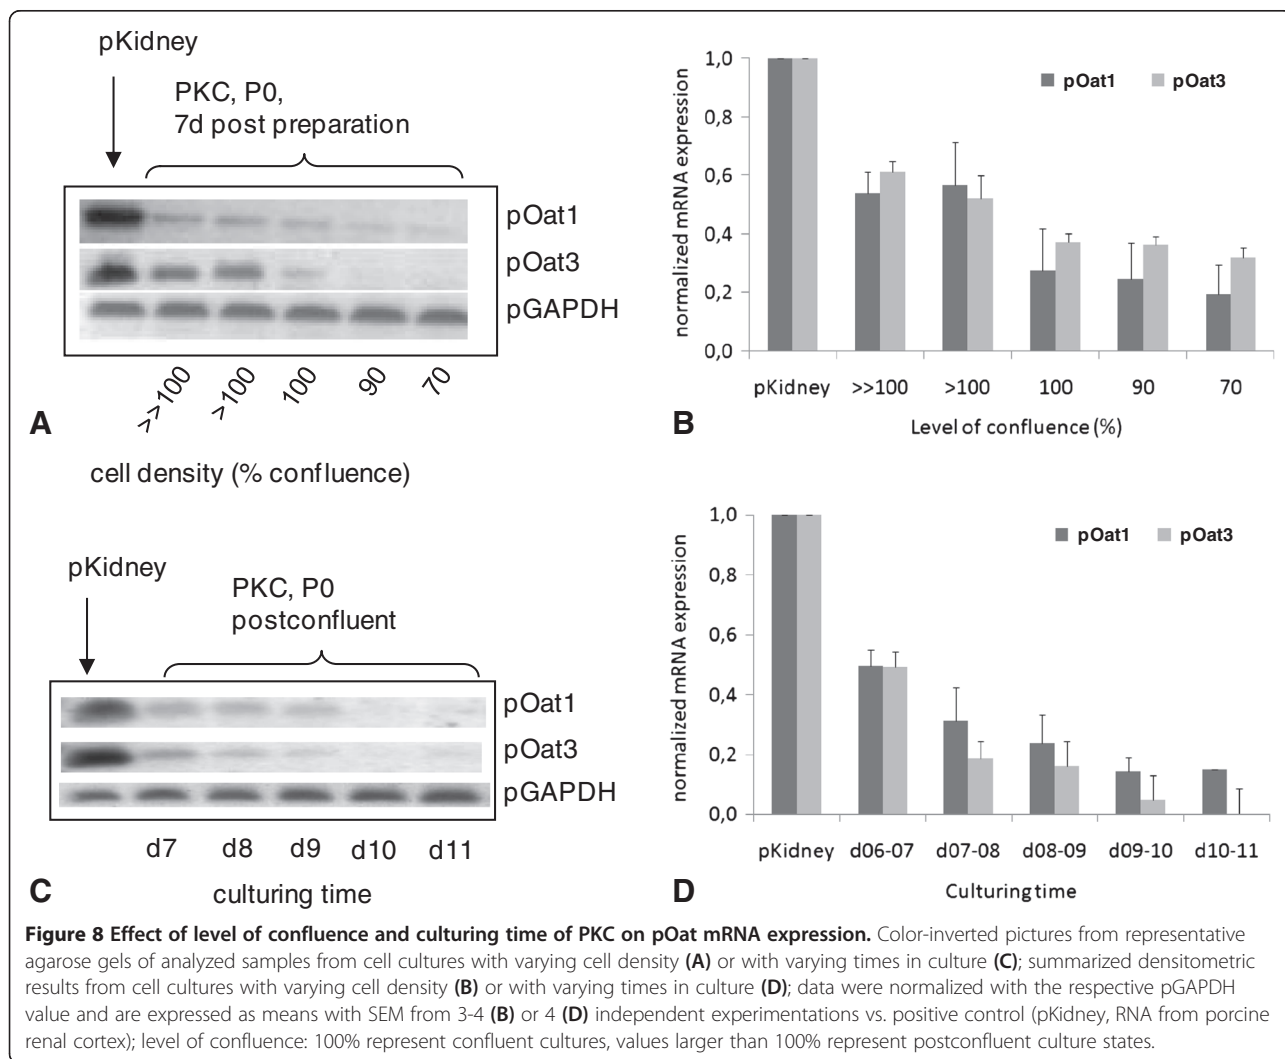 pKidney
PKC, P0,
7d post preparation
pOat1
pOat3
pGAPDH
>>100
>100
100
90
70
A
cell density (% confluence)
normalized mRNA expression
1,0
0,8
0,6
0,4
0,2
0,0
pOat1
pOat3
pKidney
>>100
>100
100
90
70
Level of confluence (%)
B
pKidney
PKC, P0
postconfluent
pOat1
pOat3
pGAPDH
d7
d8
d9
d10
d11
C
culturing time
normalized mRNA expression
1,0
0,8
0,6
0,4
0,2
0,0
pOat1
pOat3
pKidney
d06-07
d07-08
d08-09
d09-10
d10-11
Culturing time
D
Figure 8 Effect of level of confluence and culturing time of PKC on pOat mRNA expression. Color-inverted pictures from representative
agarose gels of analyzed samples from cell cultures with varying cell density (A) or with varying times in culture (C); summarized densitometric
results from cell cultures with varying cell density (B) or with varying times in culture (D); data were normalized with the respective pGAPDH
value and are expressed as means with SEM from 3-4 (B) or 4 (D) independent experimentations vs. positive control (pKidney, RNA from porcine
renal cortex); level of confluence: 100% represent confluent cultures, values larger than 100% represent postconfluent culture states.